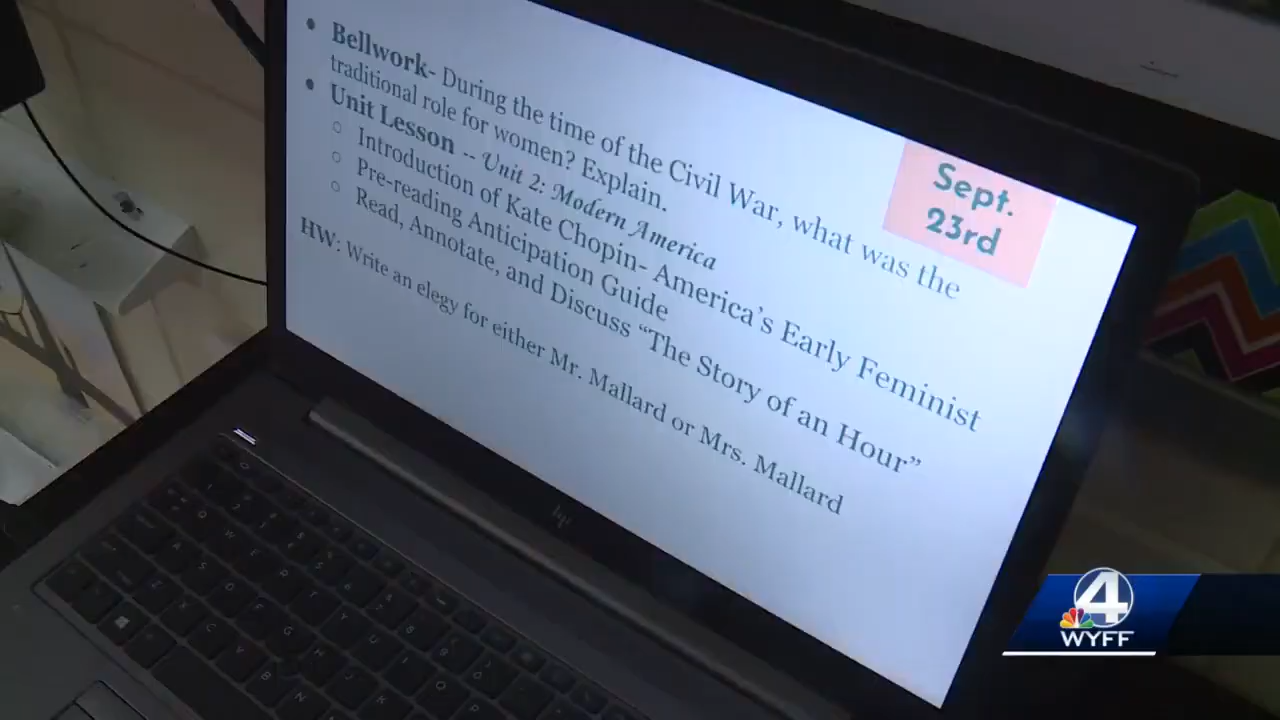 Bellwork- During the time of the Civil War, what was the
traditional role for women? Explain.
Unit Lesson -- Unit 2: Modern America
Introduction of Kate Chopin- America's Early Feminist
Pre-reading Anticipation Guide
Read, Annotate, and Discuss “The Story of an Hour”
HW: Write an elegy for either Mr. Mallard or Mrs. Mallard
Sept.
23rd
hp
4
WYFF